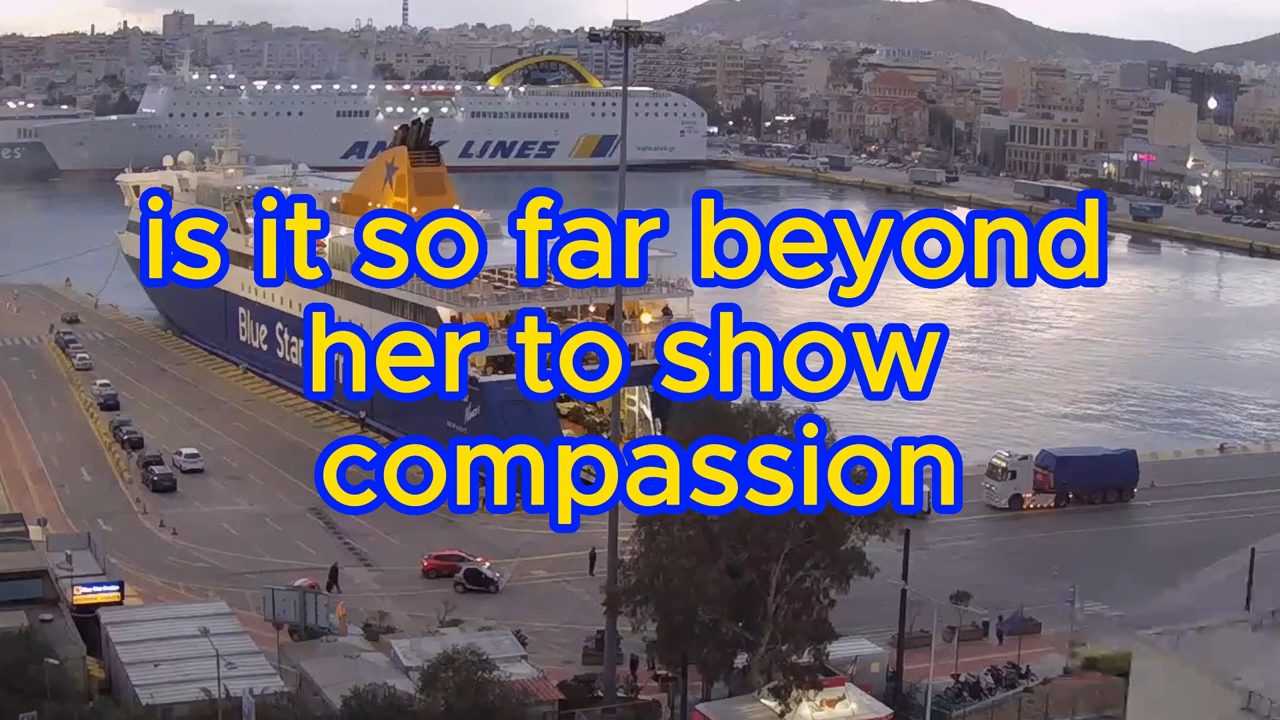 ANEK LINES
is it so far beyond
Blue Star
her to show
compassion